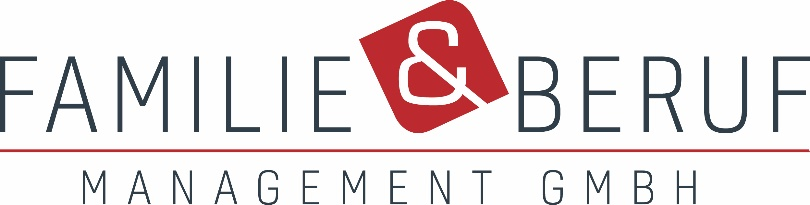 FAMILIE & BERUF
MANAGEMENT GMBH